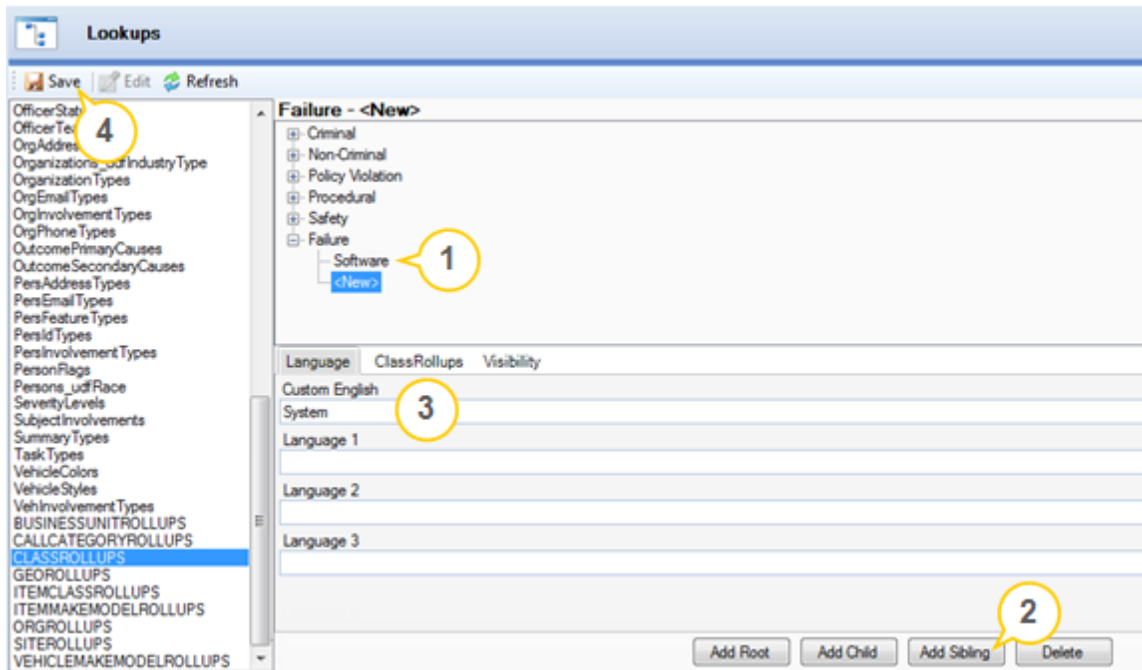 Lookups
Save Edit Refresh
OfficerStat
OfficerTea
OrgAddres
Organizations_udfIndustryType
OrganizationTypes
OrgEmailTypes
OrgInvolvementTypes
OrgPhoneTypes
OutcomePrimaryCauses
OutcomeSecondaryCauses
PersAddressTypes
PersEmailTypes
PersFeatureTypes
PersIdTypes
PersInvolvementTypes
PersonFlags
Persons_udfRace
SeverityLevels
SubjectInvolvements
SummaryTypes
TaskTypes
VehicleColors
VehicleStyles
VehInvolvementTypes
BUSINESSUNITROLLUPS
CALLCATEGORYROLLUPS
CLASSROLLUPS
GEOROLLUPS
ITEMCLASSROLLUPS
ITEMMAKEMODELROLLUPS
ORGROLLUPS
SITEROLLUPS
VEHICLEMAKEMODELROLLUPS
4
Failure - <New>
Criminal
Non-Criminal
Policy Violation
Procedural
Safety
Failure
Software
<New>
1
Language ClassRollups Visibility
Custom English
System
3
Language 1
Language 2
Language 3
2
Add Root Add Child Add Sibling Delete